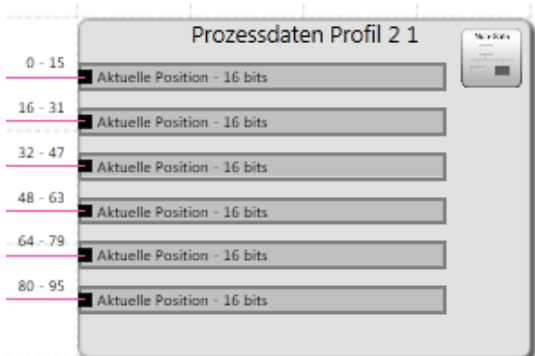 Prozessdaten Profil 2 1
0 - 15
Aktuelle Position - 16 bits
16 - 31
Aktuelle Position - 16 bits
32 - 47
Aktuelle Position - 16 bits
48 - 63
Aktuelle Position - 16 bits
64 - 79
Aktuelle Position - 16 bits
80 - 95
Aktuelle Position - 16 bits